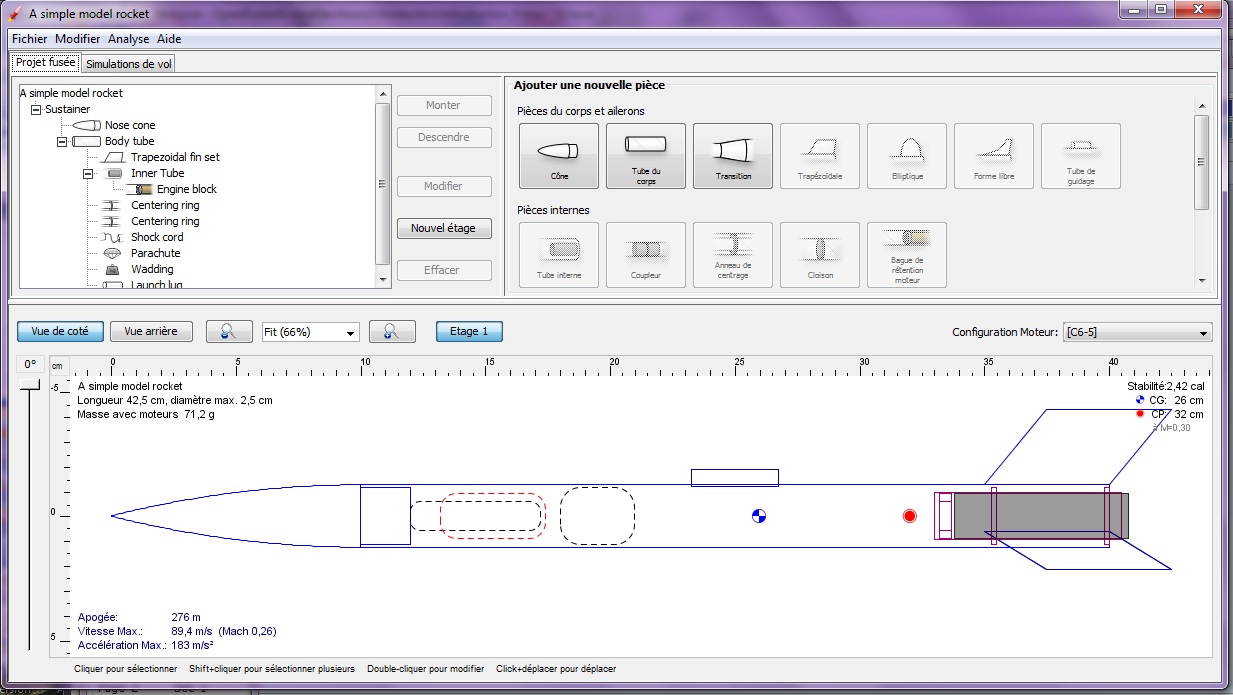 A simple model rocket
Fichier Modifier Analyse Aide
Projet fusée Simulations de vol
A simple model rocket
Sustainer
Nose cone
Body tube
Trapezoidal fin set
Inner Tube
Engine block
Centering ring
Centering ring
Shock cord
Parachute
Wadding
Launch lug
Monter
Descendre
Modifier
Nouvel étage
Effacer
Ajouter une nouvelle pièce
Pièces du corps et ailerons
Cône
Tube du
corps
Transition
Trapézoïdale
Elliptique
Forme libre
Tube de
guidage
Pièces internes
Tube interne
Coupleur
Anneau de
centrage
Cloison
Bague de
rétention
moteur
Vue de coté Vue arrière Fit (66%) Etage 1 Configuration Moteur: [C6-5]
0° cm 0 5 10 15 20 25 30 35 40
-5
0
5
A simple model rocket
Longueur 42,5 cm, diamètre max. 2,5 cm
Masse avec moteurs 71,2 g
Stabilité:2,42 cal
CG: 26 cm
CP: 32 cm
à M=0,30
Apogée: 276 m
Vitesse Max.: 89,4 m/s (Mach 0,26)
Accélération Max.: 183 m/s²
Cliquer pour sélectionner Shift+cliquer pour sélectionner plusieurs Double-cliquer pour modifier Click+déplacer pour déplacer